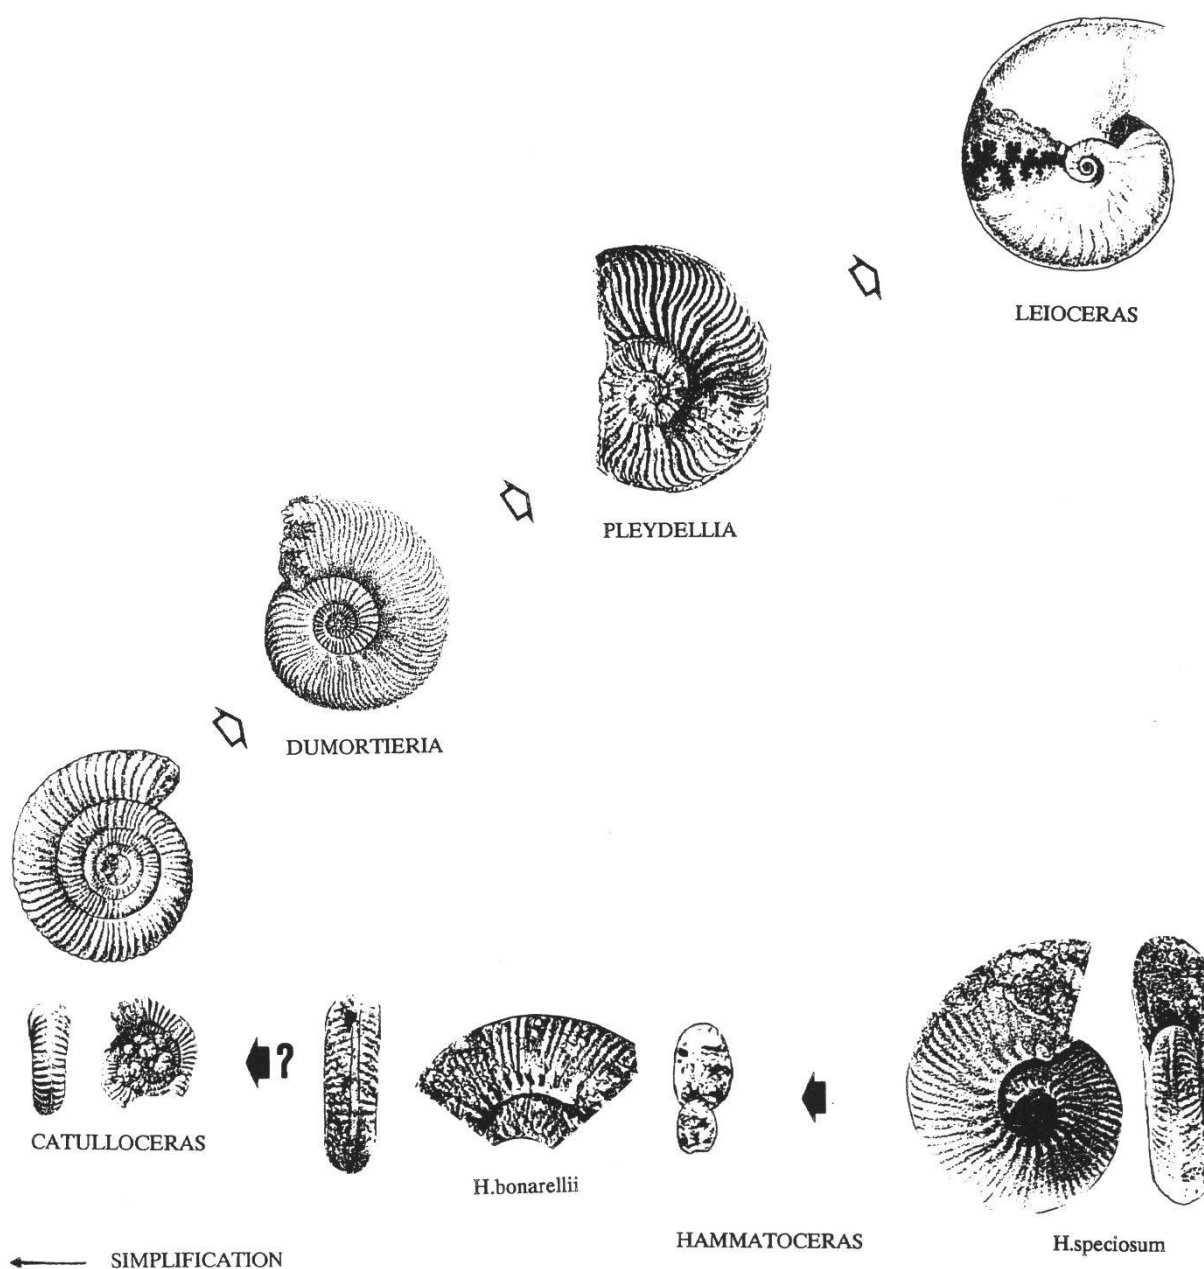 LEIOCERAS
PLEYDELLIA
DUMORTIERIA
?
CATULLOCERAS
H.bonarellii
HAMMATOCERAS
H.speciosum
SIMPLIFICATION